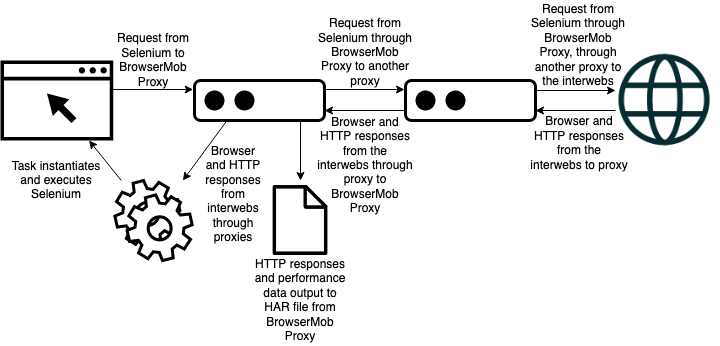 Request from
Selenium to
BrowserMob
Proxy
Request from
Selenium through
BrowserMob
Proxy to another
proxy
Request from
Selenium through
BrowserMob
Proxy, through
another proxy to
the interwebs
Browser and
HTTP responses
from the
interwebs through
proxy to
BrowserMob
Proxy
Browser and
HTTP responses
from the
interwebs to proxy
Task instantiates
and executes
Selenium
Browser
and HTTP
responses
from
interwebs
through
proxies
HTTP responses
and performance
data output to
HAR file from
BrowserMob
Proxy